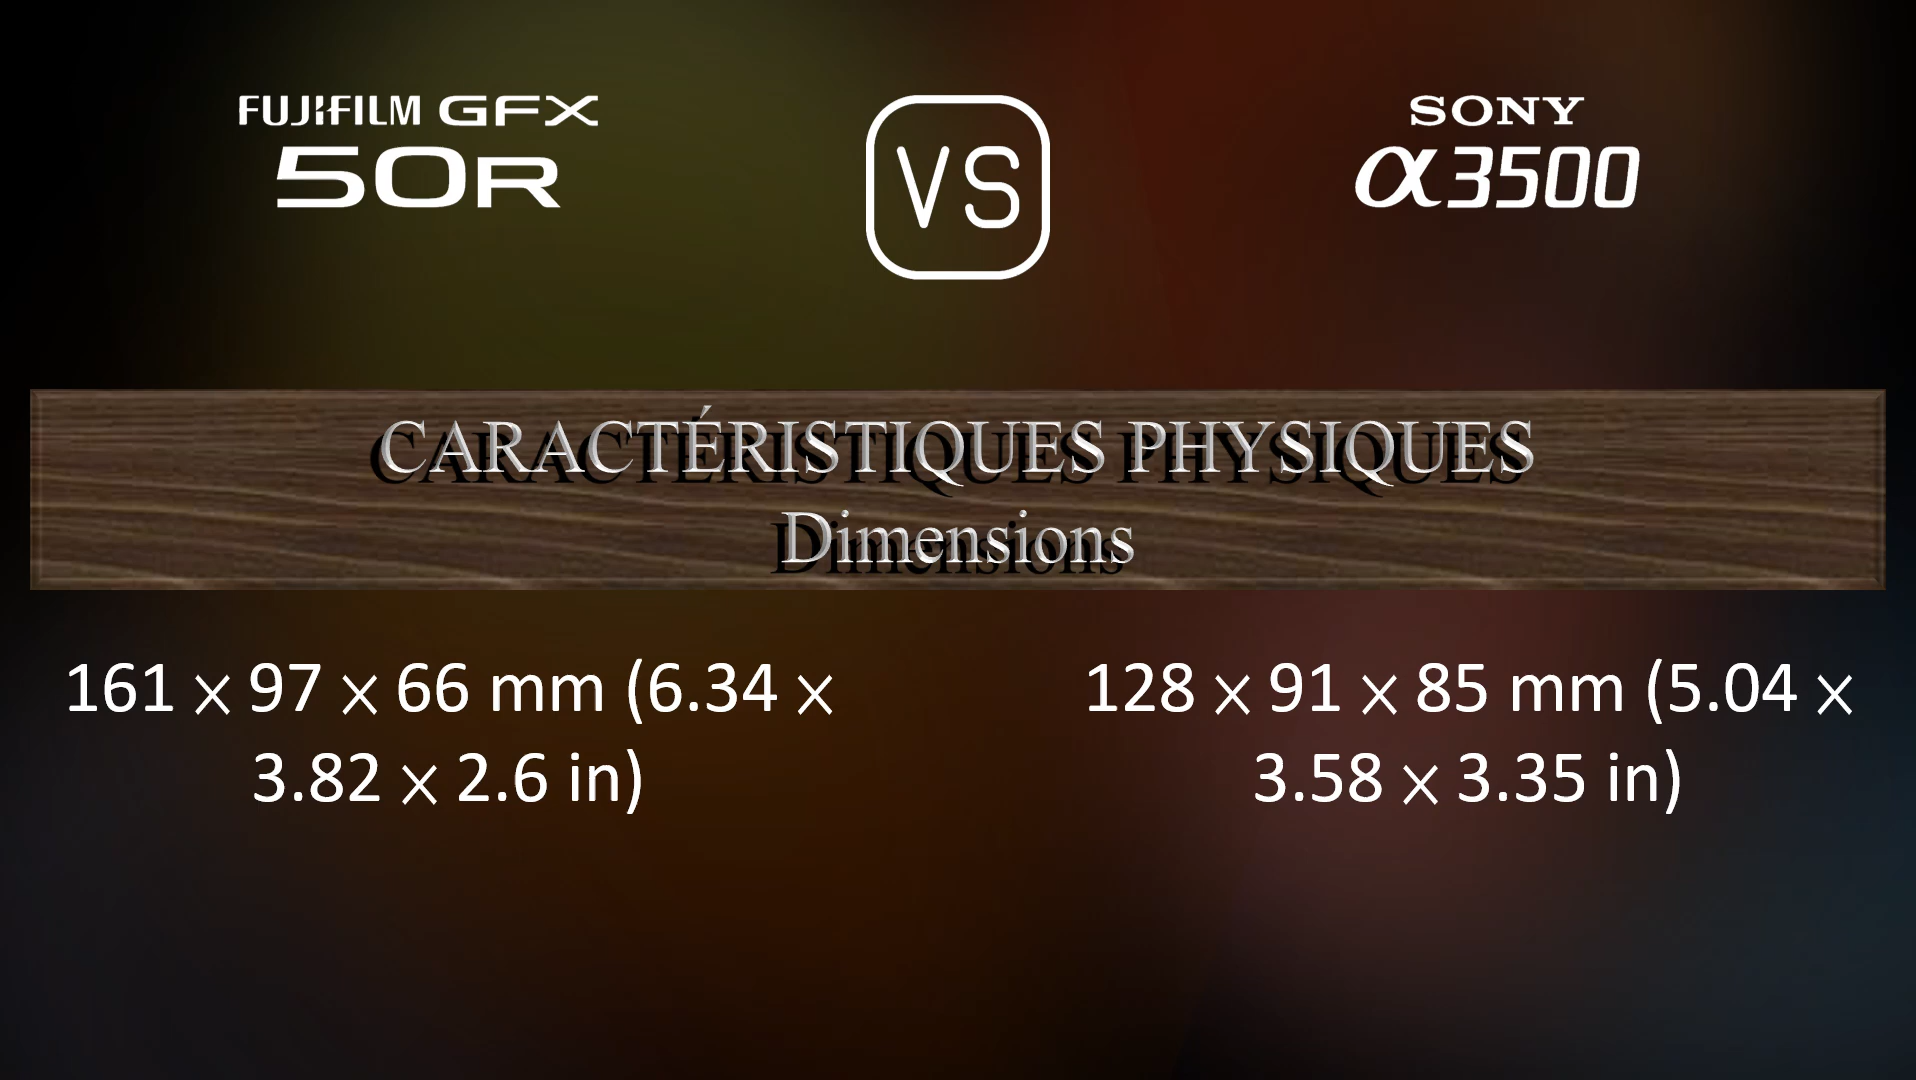 FUJIFILM GFX
50R
VS
SONY
α3500
CARACTÉRISTIQUES PHYSIQUES
Dimensions
161 x 97 x 66 mm (6.34 x
3.82 x 2.6 in)
128 x 91 x 85 mm (5.04 x
3.58 x 3.35 in)